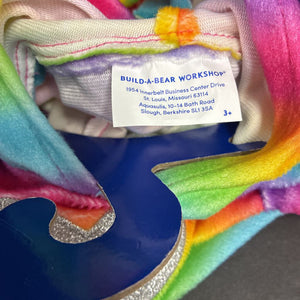 BUILD-A-BEAR WORKSHOP®
1954 Innerbelt Business Center Drive
St. Louis, Missouri 63114
Aquasulis, 10-14 Bath Road
Slough, Berkshire SL1 3SA
3+